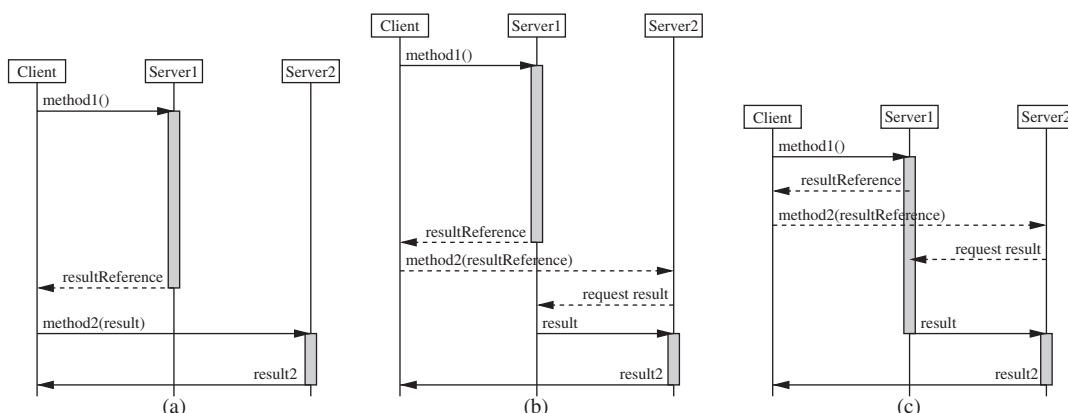 Client
Server1
Server2
method1()
resultReference
method2(result)
result2
(a)
Client
Server1
Server2
method1()
resultReference
method2(resultReference)
request result
result
result2
(b)
Client
Server1
Server2
method1()
resultReference
method2(resultReference)
request result
result
result2
(c)